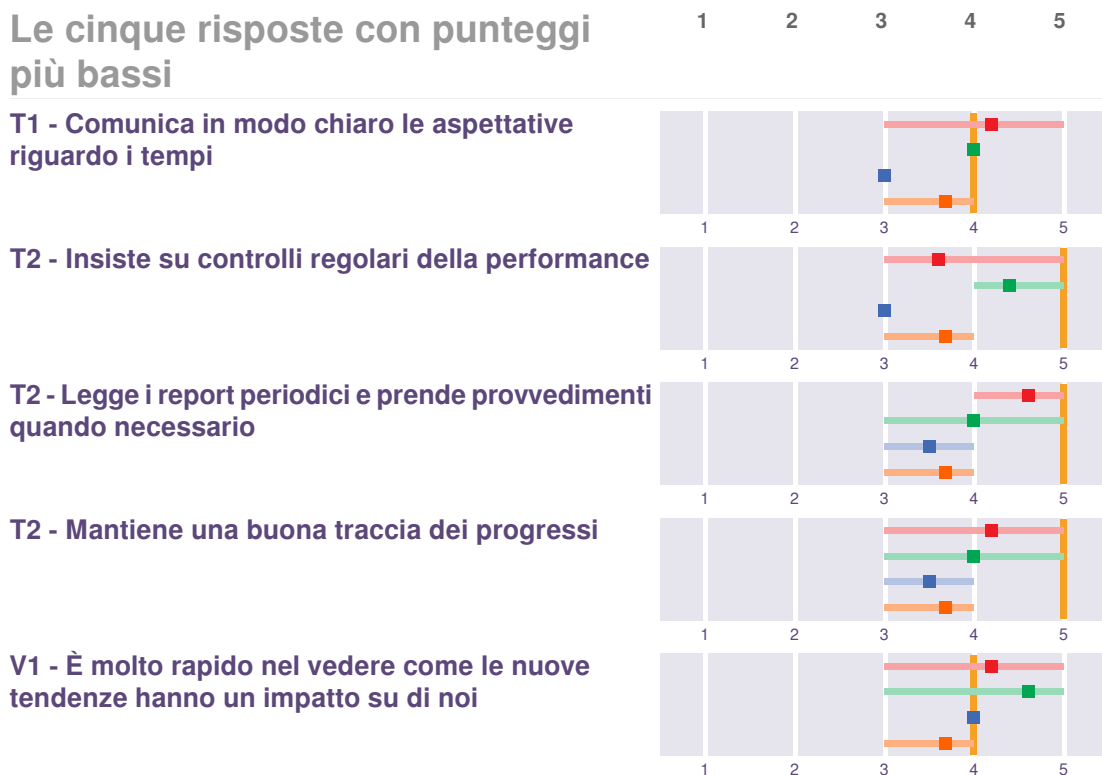 Le cinque risposte con punteggi
più bassi
1 2 3 4 5
T1 - Comunica in modo chiaro le aspettative
riguardo i tempi
1 2 3 4 5
T2 - Insiste su controlli regolari della performance
1 2 3 4 5
T2 - Legge i report periodici e prende provvedimenti
quando necessario
1 2 3 4 5
T2 - Mantiene una buona traccia dei progressi
1 2 3 4 5
V1 - È molto rapido nel vedere come le nuove
tendenze hanno un impatto su di noi
1 2 3 4 5